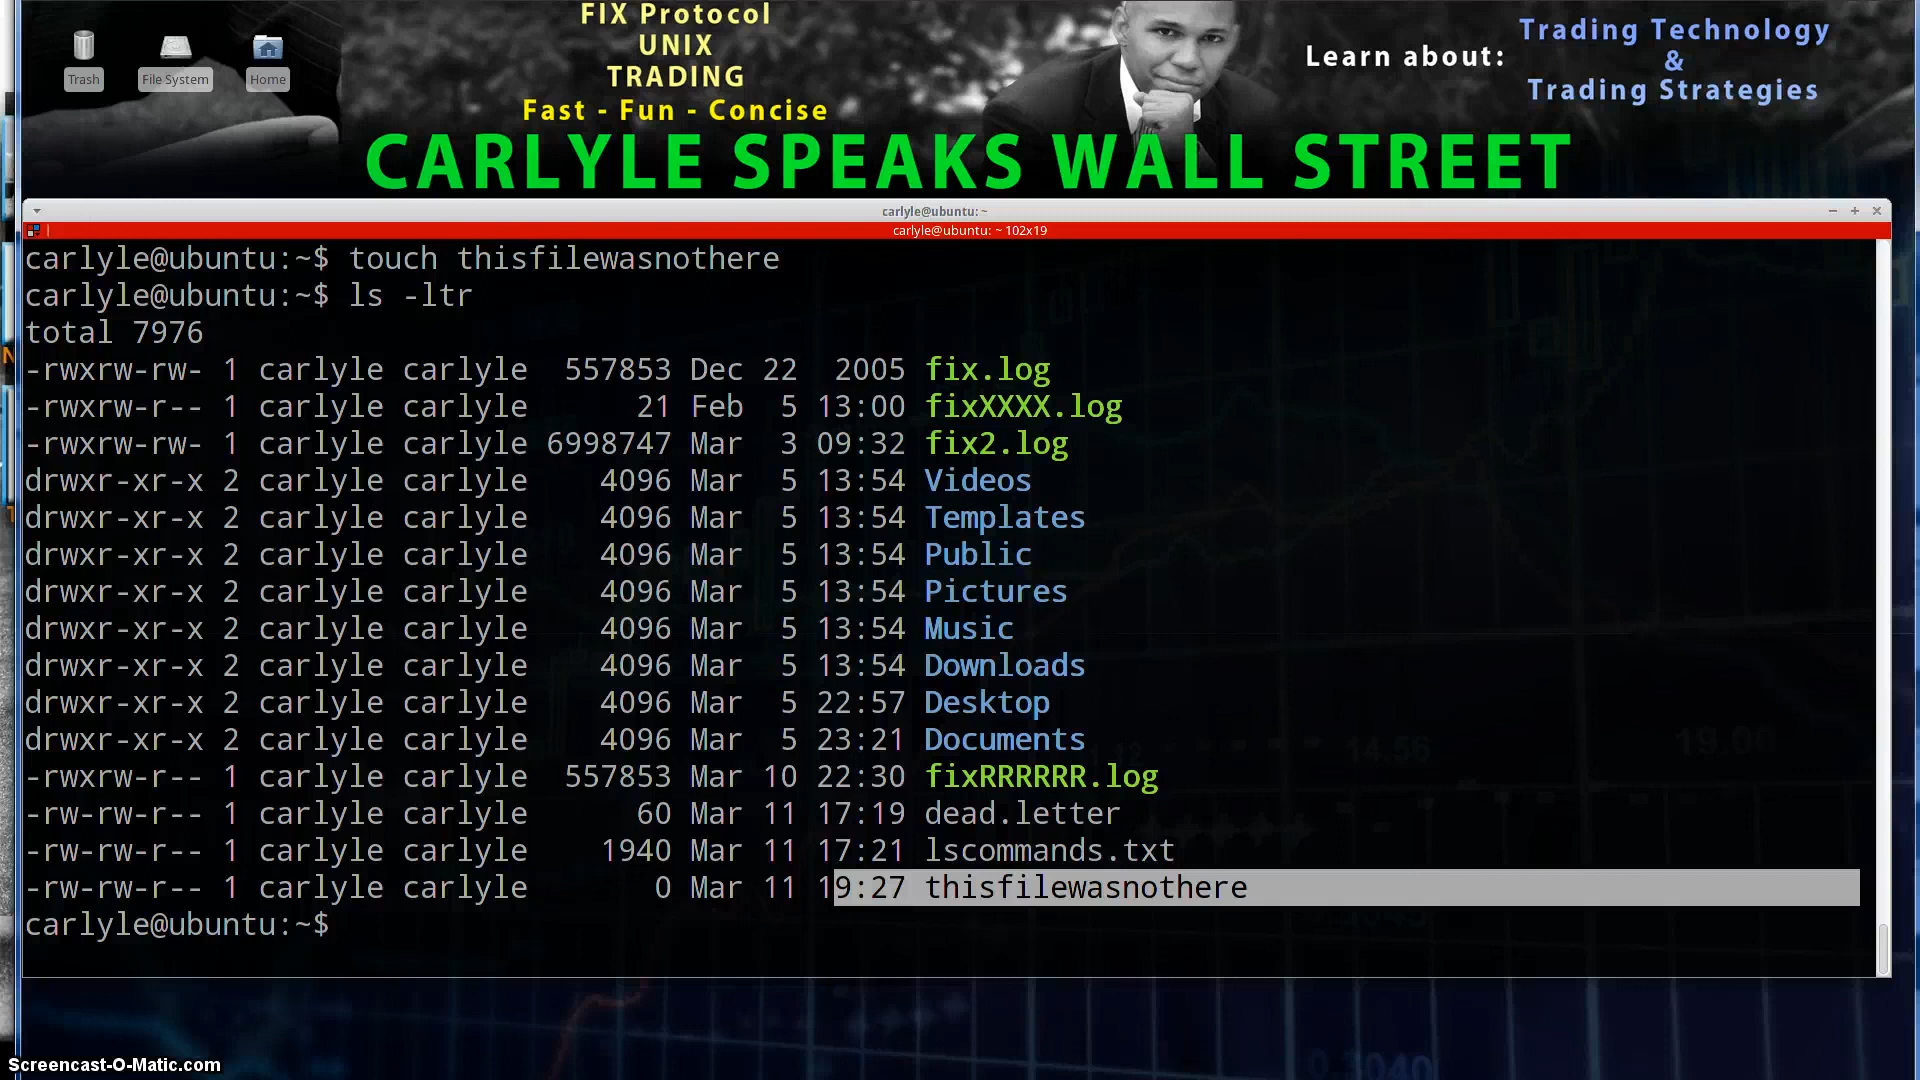 FIX Protocol
UNIX
TRADING
Fast - Fun - Concise
Learn about:
Trading Technology
&
Trading Strategies
CARLYLE SPEAKS WALL STREET
Trash
File System
Home
carlyle@ubuntu: ~
carlyle@ubuntu: ~ 102x19
carlyle@ubuntu:~$ touch thisfilewasnothere
carlyle@ubuntu:~$ ls -ltr
total 7976
-rwxrw-rw- 1 carlyle carlyle  557853 Dec 22  2005 fix.log
-rwxrw-r-- 1 carlyle carlyle      21 Feb  5 13:00 fixXXXX.log
-rwxrw-rw- 1 carlyle carlyle 6998747 Mar  3 09:32 fix2.log
drwxr-xr-x 2 carlyle carlyle    4096 Mar  5 13:54 Videos
drwxr-xr-x 2 carlyle carlyle    4096 Mar  5 13:54 Templates
drwxr-xr-x 2 carlyle carlyle    4096 Mar  5 13:54 Public
drwxr-xr-x 2 carlyle carlyle    4096 Mar  5 13:54 Pictures
drwxr-xr-x 2 carlyle carlyle    4096 Mar  5 13:54 Music
drwxr-xr-x 2 carlyle carlyle    4096 Mar  5 13:54 Downloads
drwxr-xr-x 2 carlyle carlyle    4096 Mar  5 22:57 Desktop
drwxr-xr-x 2 carlyle carlyle    4096 Mar  5 23:21 Documents
-rwxrw-r-- 1 carlyle carlyle  557853 Mar 10 22:30 fixRRRRRR.log
-rw-rw-r-- 1 carlyle carlyle      60 Mar 11 17:19 dead.letter
-rw-rw-r-- 1 carlyle carlyle    1940 Mar 11 17:21 lscommands.txt
-rw-rw-r-- 1 carlyle carlyle       0 Mar 11 19:27 thisfilewasnothere
carlyle@ubuntu:~$
14.56
0.3040
Screencast-O-Matic.com